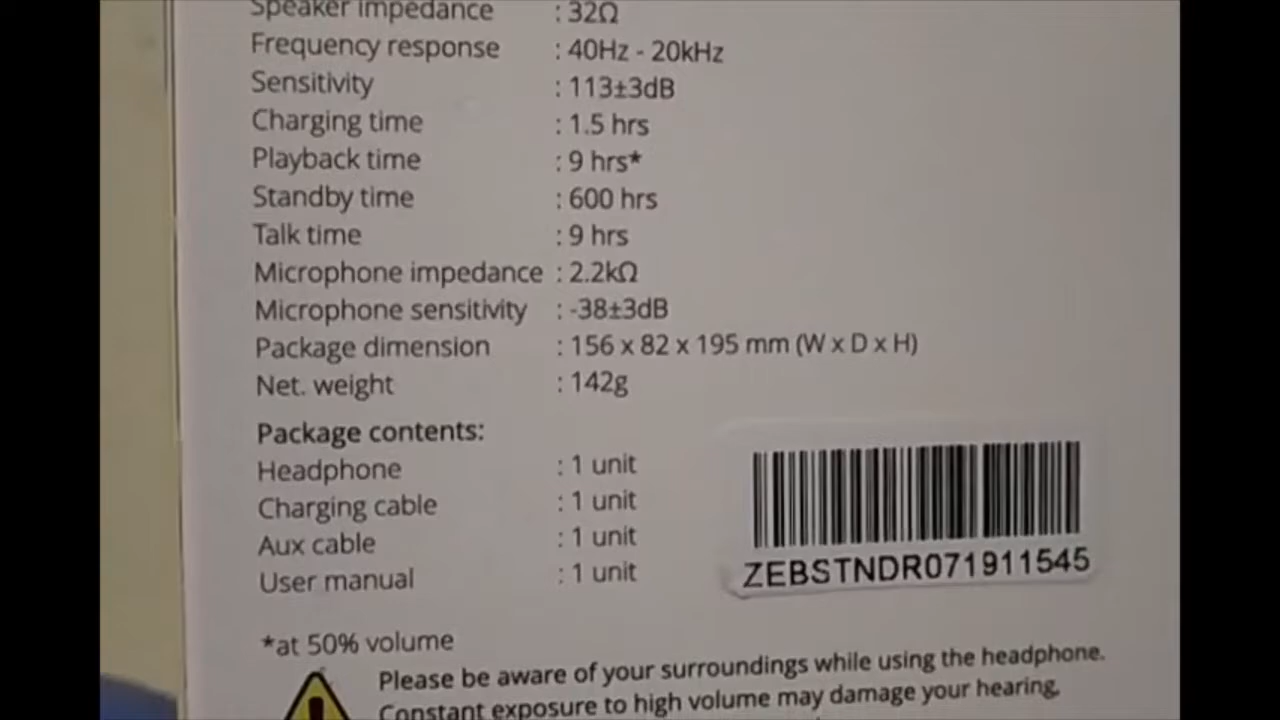 Speaker impedance : 32Ω
Frequency response : 40Hz - 20kHz
Sensitivity : 113±3dB
Charging time : 1.5 hrs
Playback time : 9 hrs*
Standby time : 600 hrs
Talk time : 9 hrs
Microphone impedance : 2.2kΩ
Microphone sensitivity : -38±3dB
Package dimension : 156 x 82 x 195 mm (W x D x H)
Net. weight : 142g
Package contents:
Headphone : 1 unit
Charging cable : 1 unit
Aux cable : 1 unit
User manual : 1 unit
ZEBSTNDR071911545
*at 50% volume
Please be aware of your surroundings while using the headphone.
Constant exposure to high volume may damage your hearing.